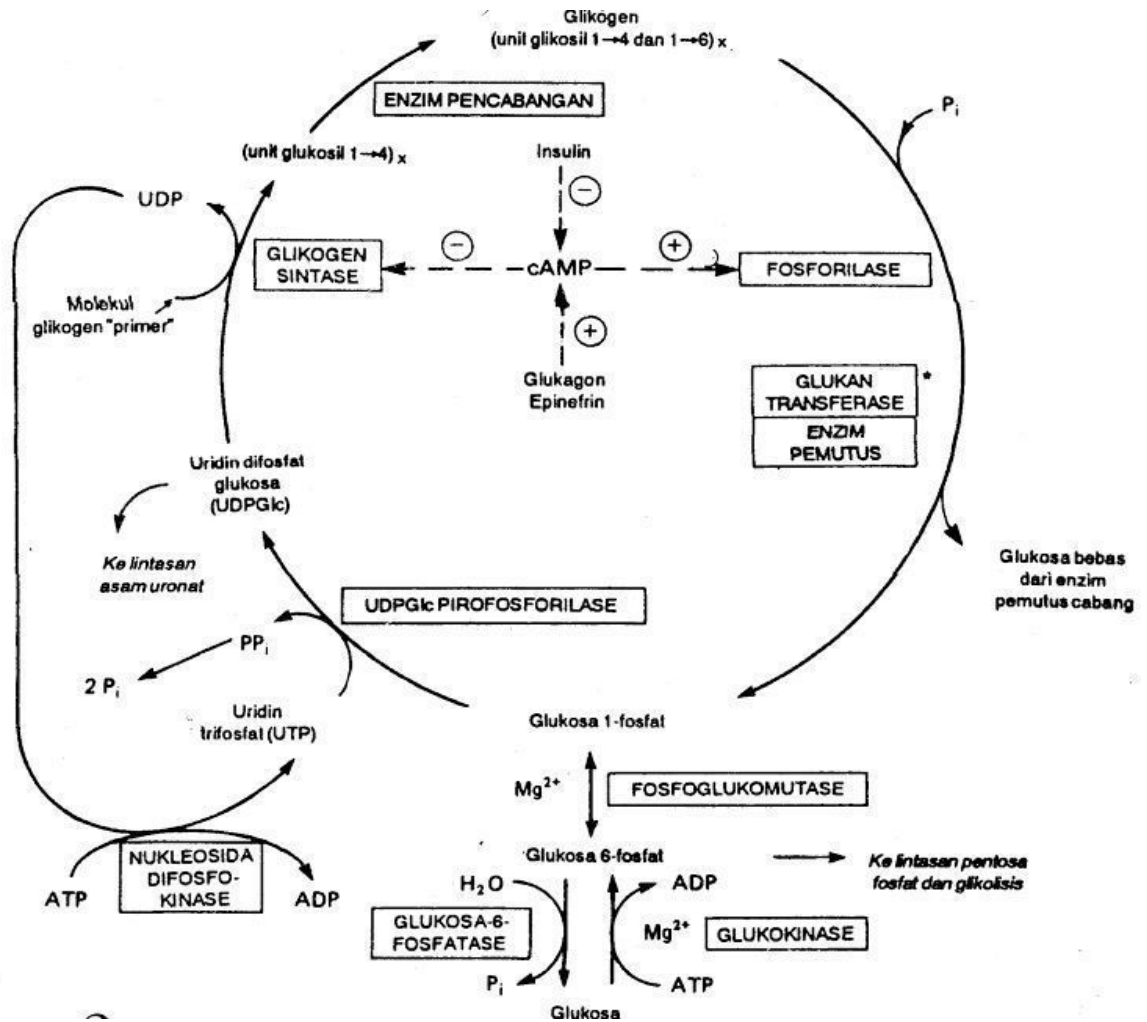 Glikogen
(unit glikosil 1→4 dan 1→6)x
ENZIM PENCABANGAN
Pi
(unit glukosil 1→4)x
Insulin
−
UDP
GLIKOGEN
SINTASE
−
cAMP
+
FOSFORILASE
Molekul
glikogen "primer"
+
Glukagon
Epinefrin
GLUKAN
TRANSFERASE
*
ENZIM
PEMUTUS
Uridin difosfat
glukosa
(UDPGlc)
Ke lintasan
asam uronat
Glukosa bebas
dari enzim
pemutus cabang
UDPGlc PIROFOSFORILASE
PPi
2 Pi
Uridin
trifosfat (UTP)
Glukosa 1-fosfat
Mg2+
FOSFOGLUKOMUTASE
Glukosa 6-fosfat
Ke lintasan pentosa
fosfat dan glikolisis
NUKLEOSIDA
DIFOSFO-
KINASE
ATP
ADP
H2O
ADP
GLUKOSA-6-
FOSFATASE
Mg2+
GLUKOKINASE
Pi
ATP
Glukosa